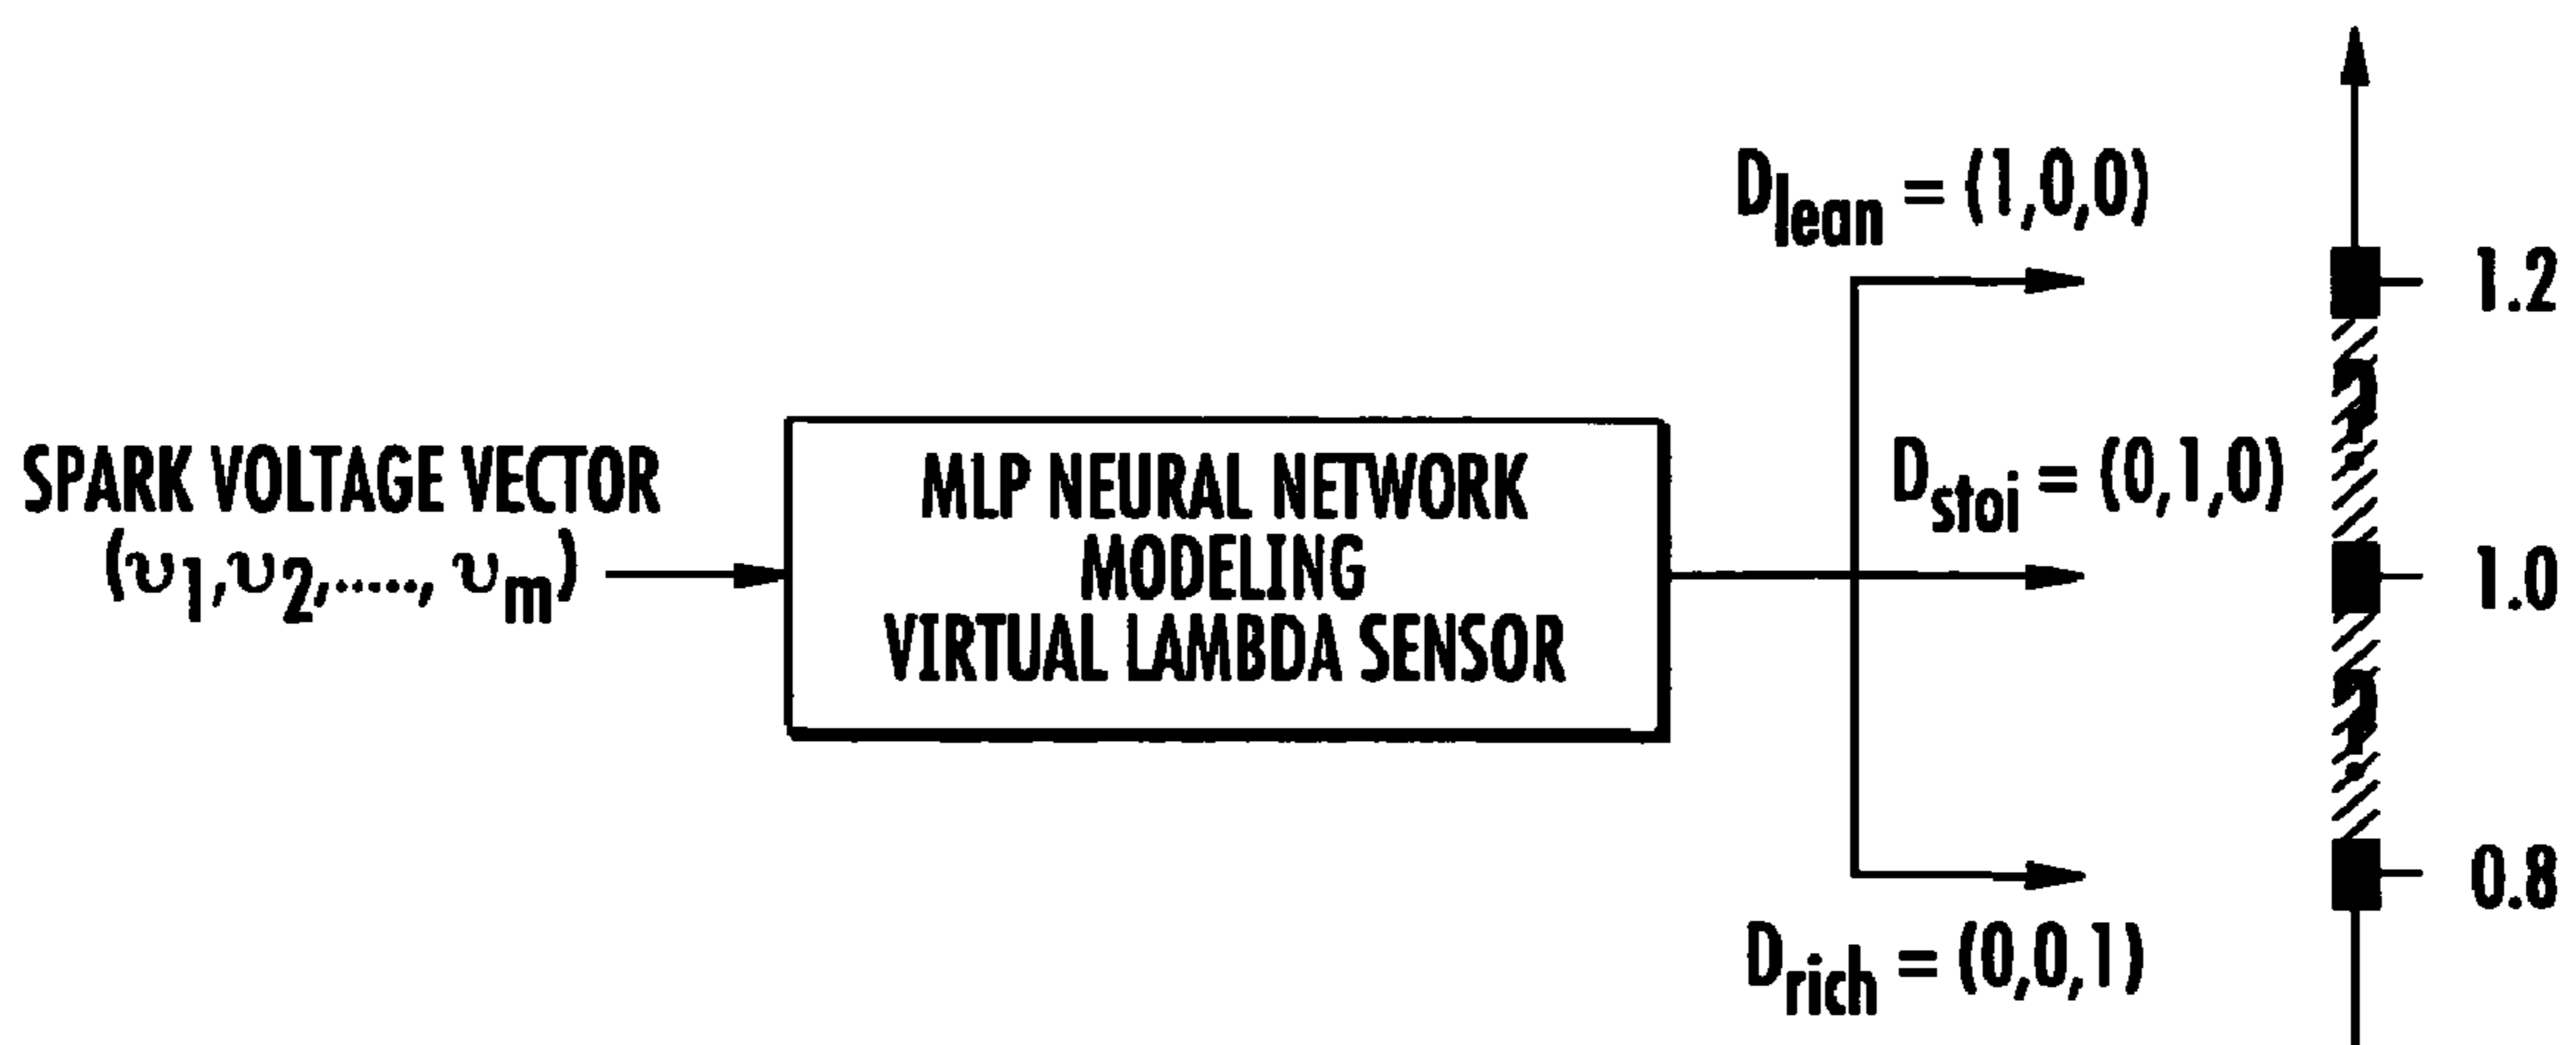 SPARK VOLTAGE VECTOR
(υ1,υ2,....., υm)
MLP NEURAL NETWORK
MODELING
VIRTUAL LAMBDA SENSOR
Dlean = (1,0,0)
Dstoi = (0,1,0)
Drich = (0,0,1)
1.2
?
1.0
?
0.8